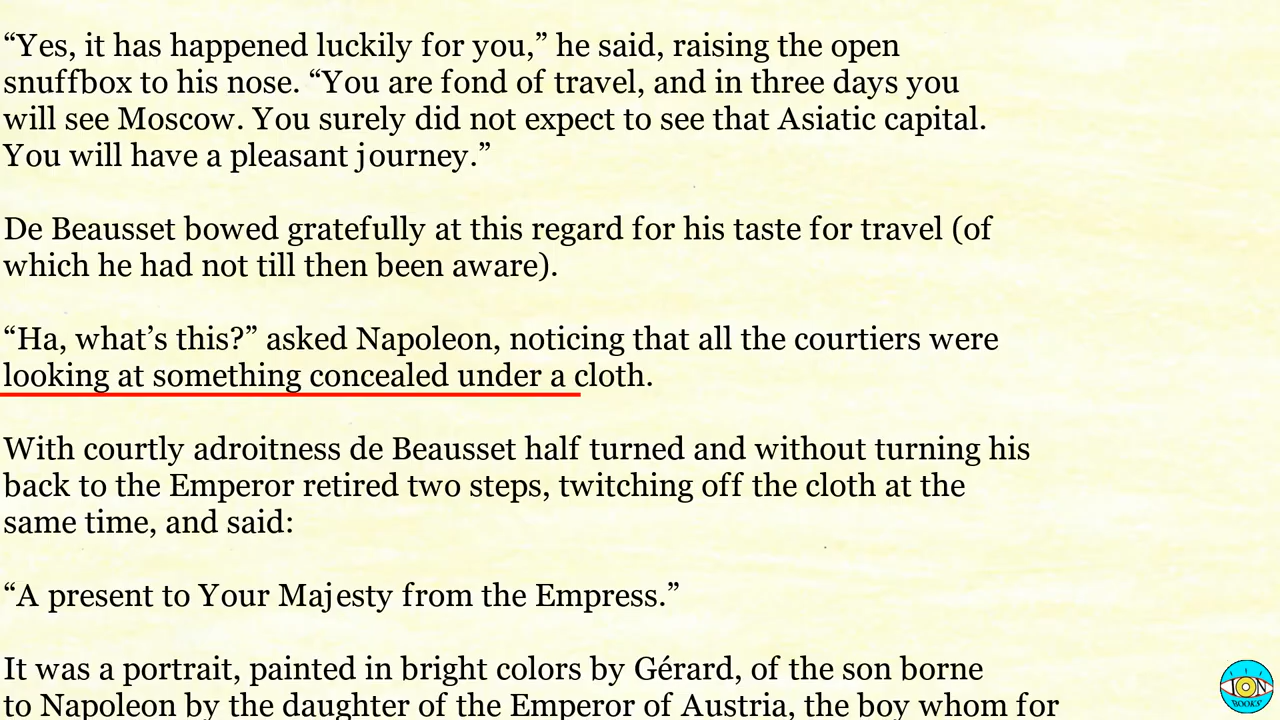 “Yes, it has happened luckily for you,” he said, raising the open
snuffbox to his nose. “You are fond of travel, and in three days you
will see Moscow. You surely did not expect to see that Asiatic capital.
You will have a pleasant journey.”
De Beausset bowed gratefully at this regard for his taste for travel (of
which he had not till then been aware).
“Ha, what’s this?” asked Napoleon, noticing that all the courtiers were
looking at something concealed under a cloth.
With courtly adroitness de Beausset half turned and without turning his
back to the Emperor retired two steps, twitching off the cloth at the
same time, and said:
“A present to Your Majesty from the Empress.”
It was a portrait, painted in bright colors by Gérard, of the son borne
to Napoleon by the daughter of the Emperor of Austria, the boy whom for
ION
BOOKS